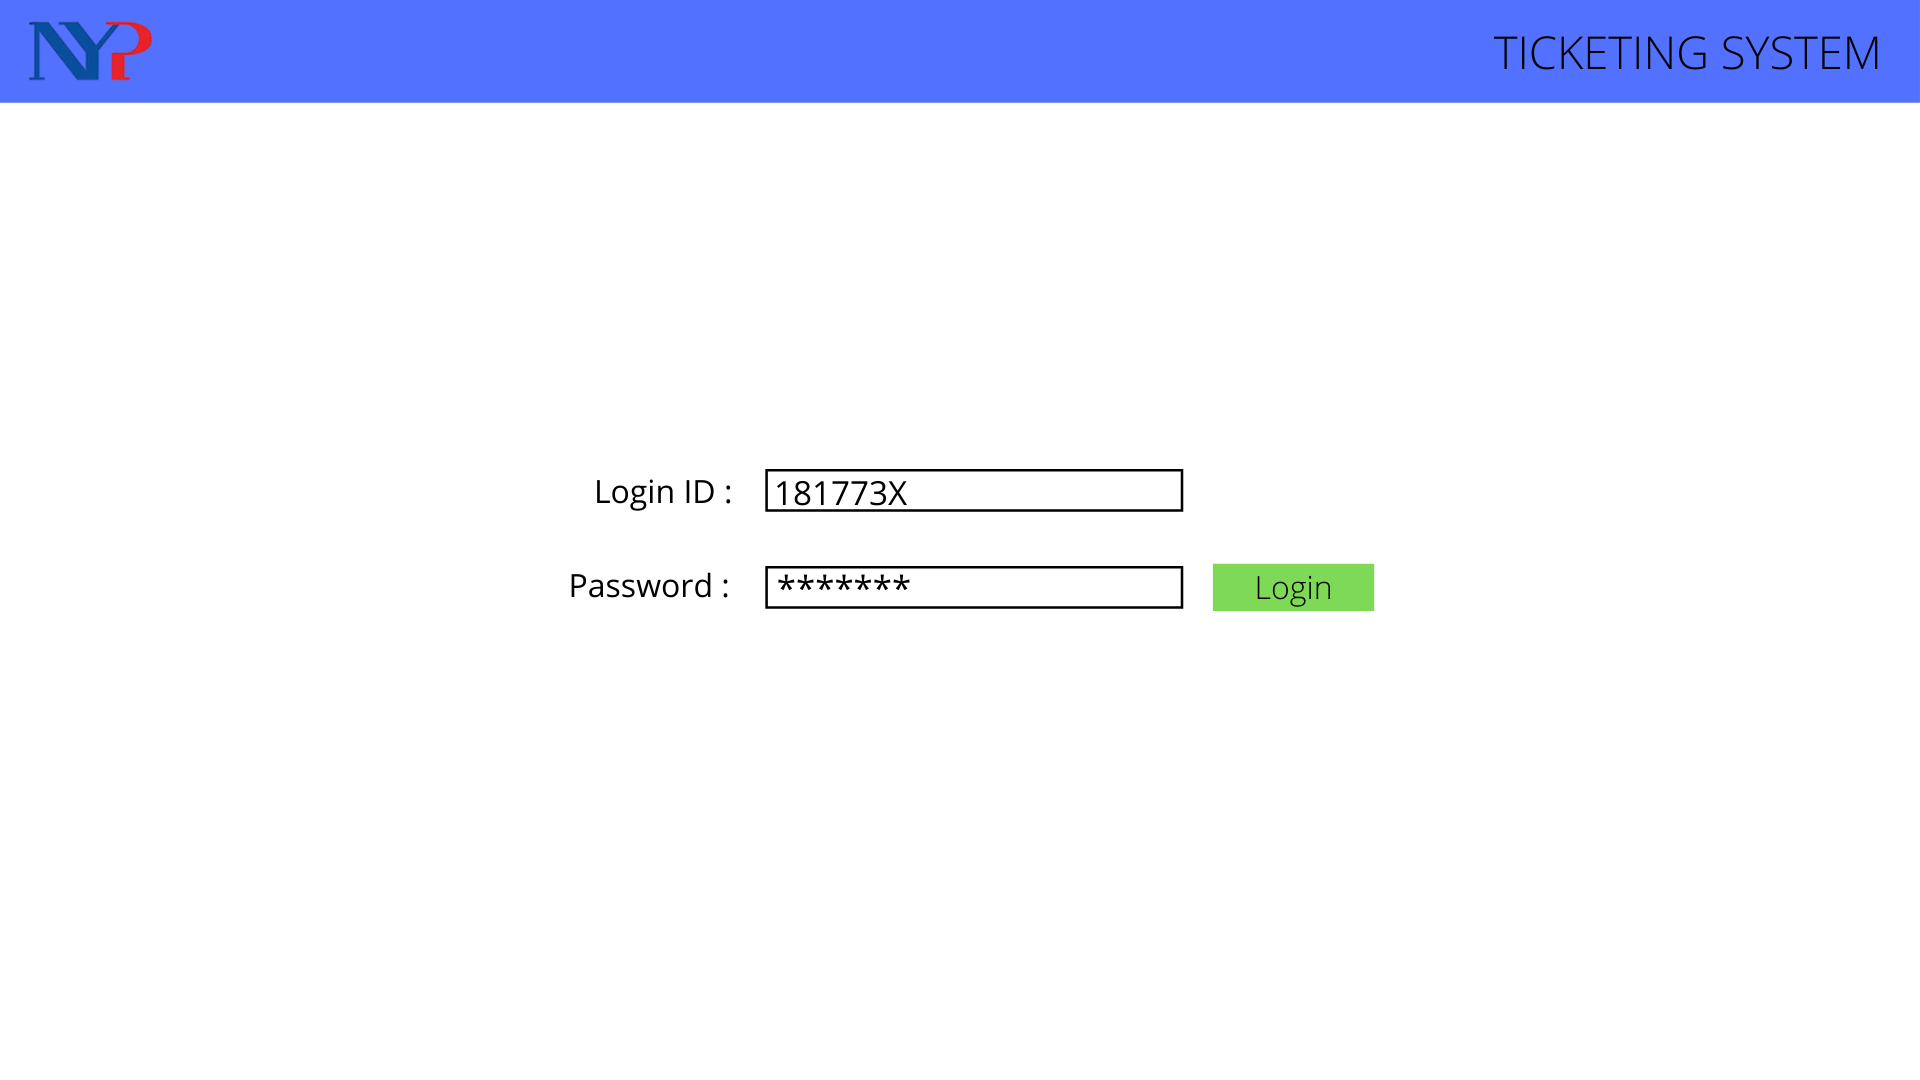 NYP
TICKETING SYSTEM
Login ID :
181773X
Password :
*******
Login